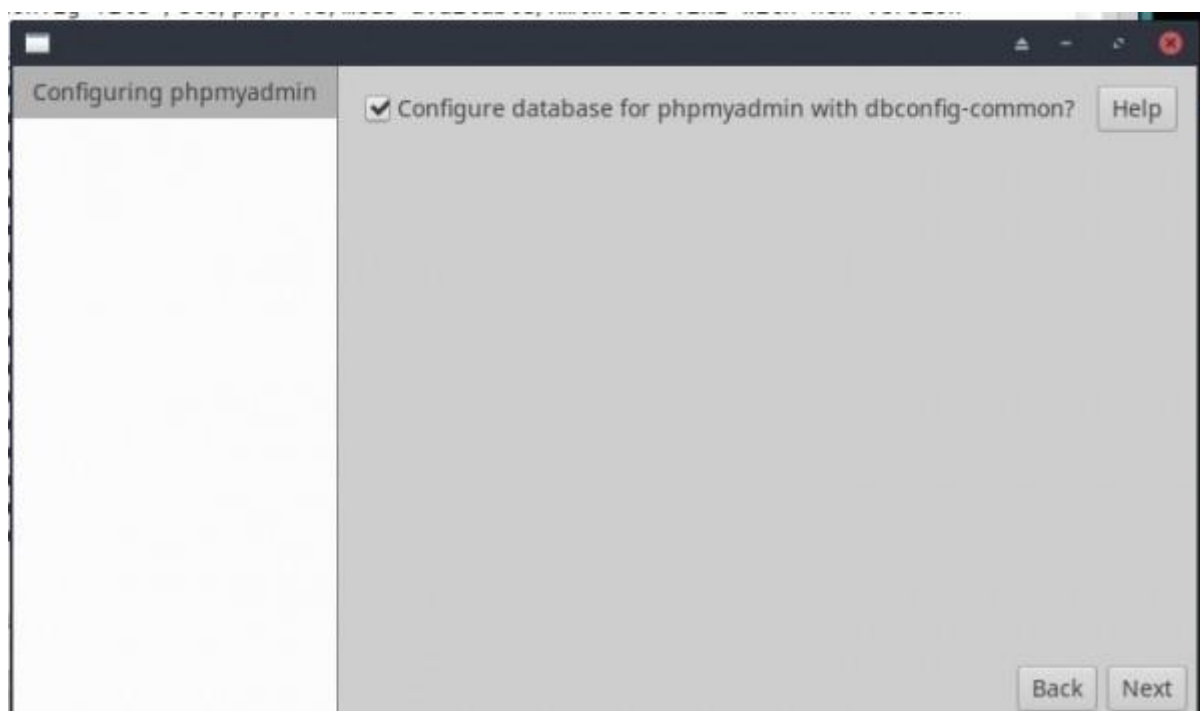 Configuring phpmyadmin
Configure database for phpmyadmin with dbconfig-common?
Help
Back
Next